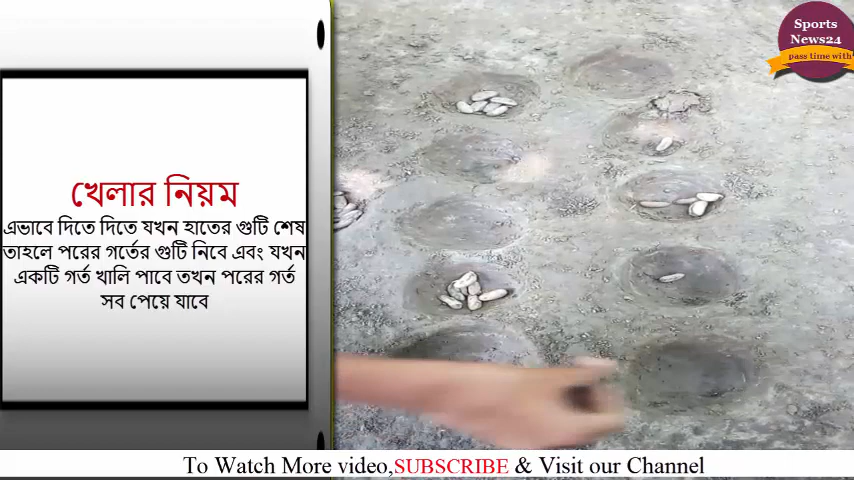 Sports
News24
pass time with
খেলার নিয়ম
এভাবে দিতে দিতে যখন হাতের গুটি শেষ
তাহলে পরের গর্তের গুটি নিবে এবং যখন
একটি গর্ত খালি পাবে তখন পরের গর্ত
সব পেয়ে যাবে
To Watch More video,SUBSCRIBE & Visit our Channel